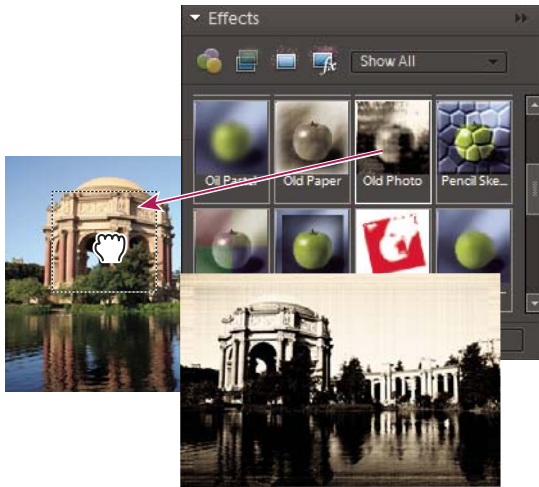 Effects
Show All
Oil Pastel
Old Paper
Old Photo
Pencil Ske...